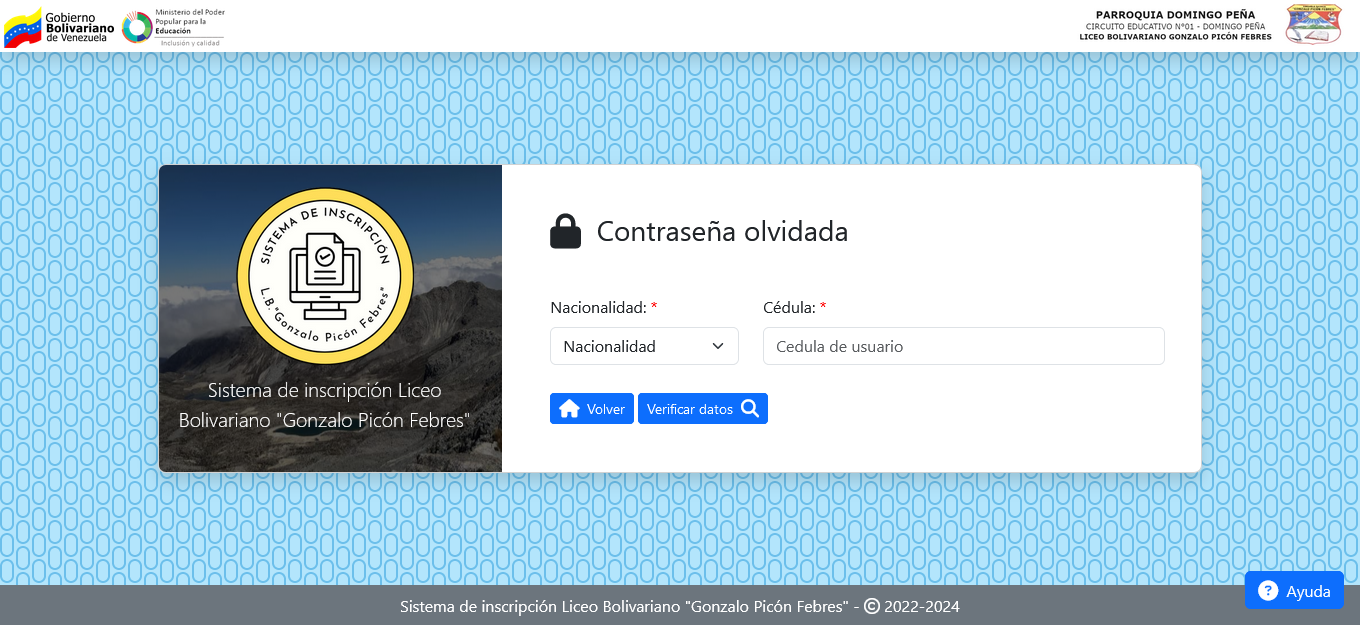 Gobierno
Bolivariano
de Venezuela
Ministerio del Poder
Popular para la
Educación
Inclusión y calidad
PARROQUIA DOMINGO PEÑA
CIRCUITO EDUCATIVO N°01 - DOMINGO PEÑA
LICEO BOLIVARIANO GONZALO PICÓN FEBRES
SISTEMA DE INSCRIPCIÓN
L.B."Gonzalo Picón Febres"
Sistema de inscripción Liceo
Bolivariano "Gonzalo Picón Febres"
Contraseña olvidada
Nacionalidad: *
Cédula: *
Nacionalidad
Cedula de usuario
Volver
Verificar datos
Sistema de inscripción Liceo Bolivariano "Gonzalo Picón Febres" - © 2022-2024
Ayuda